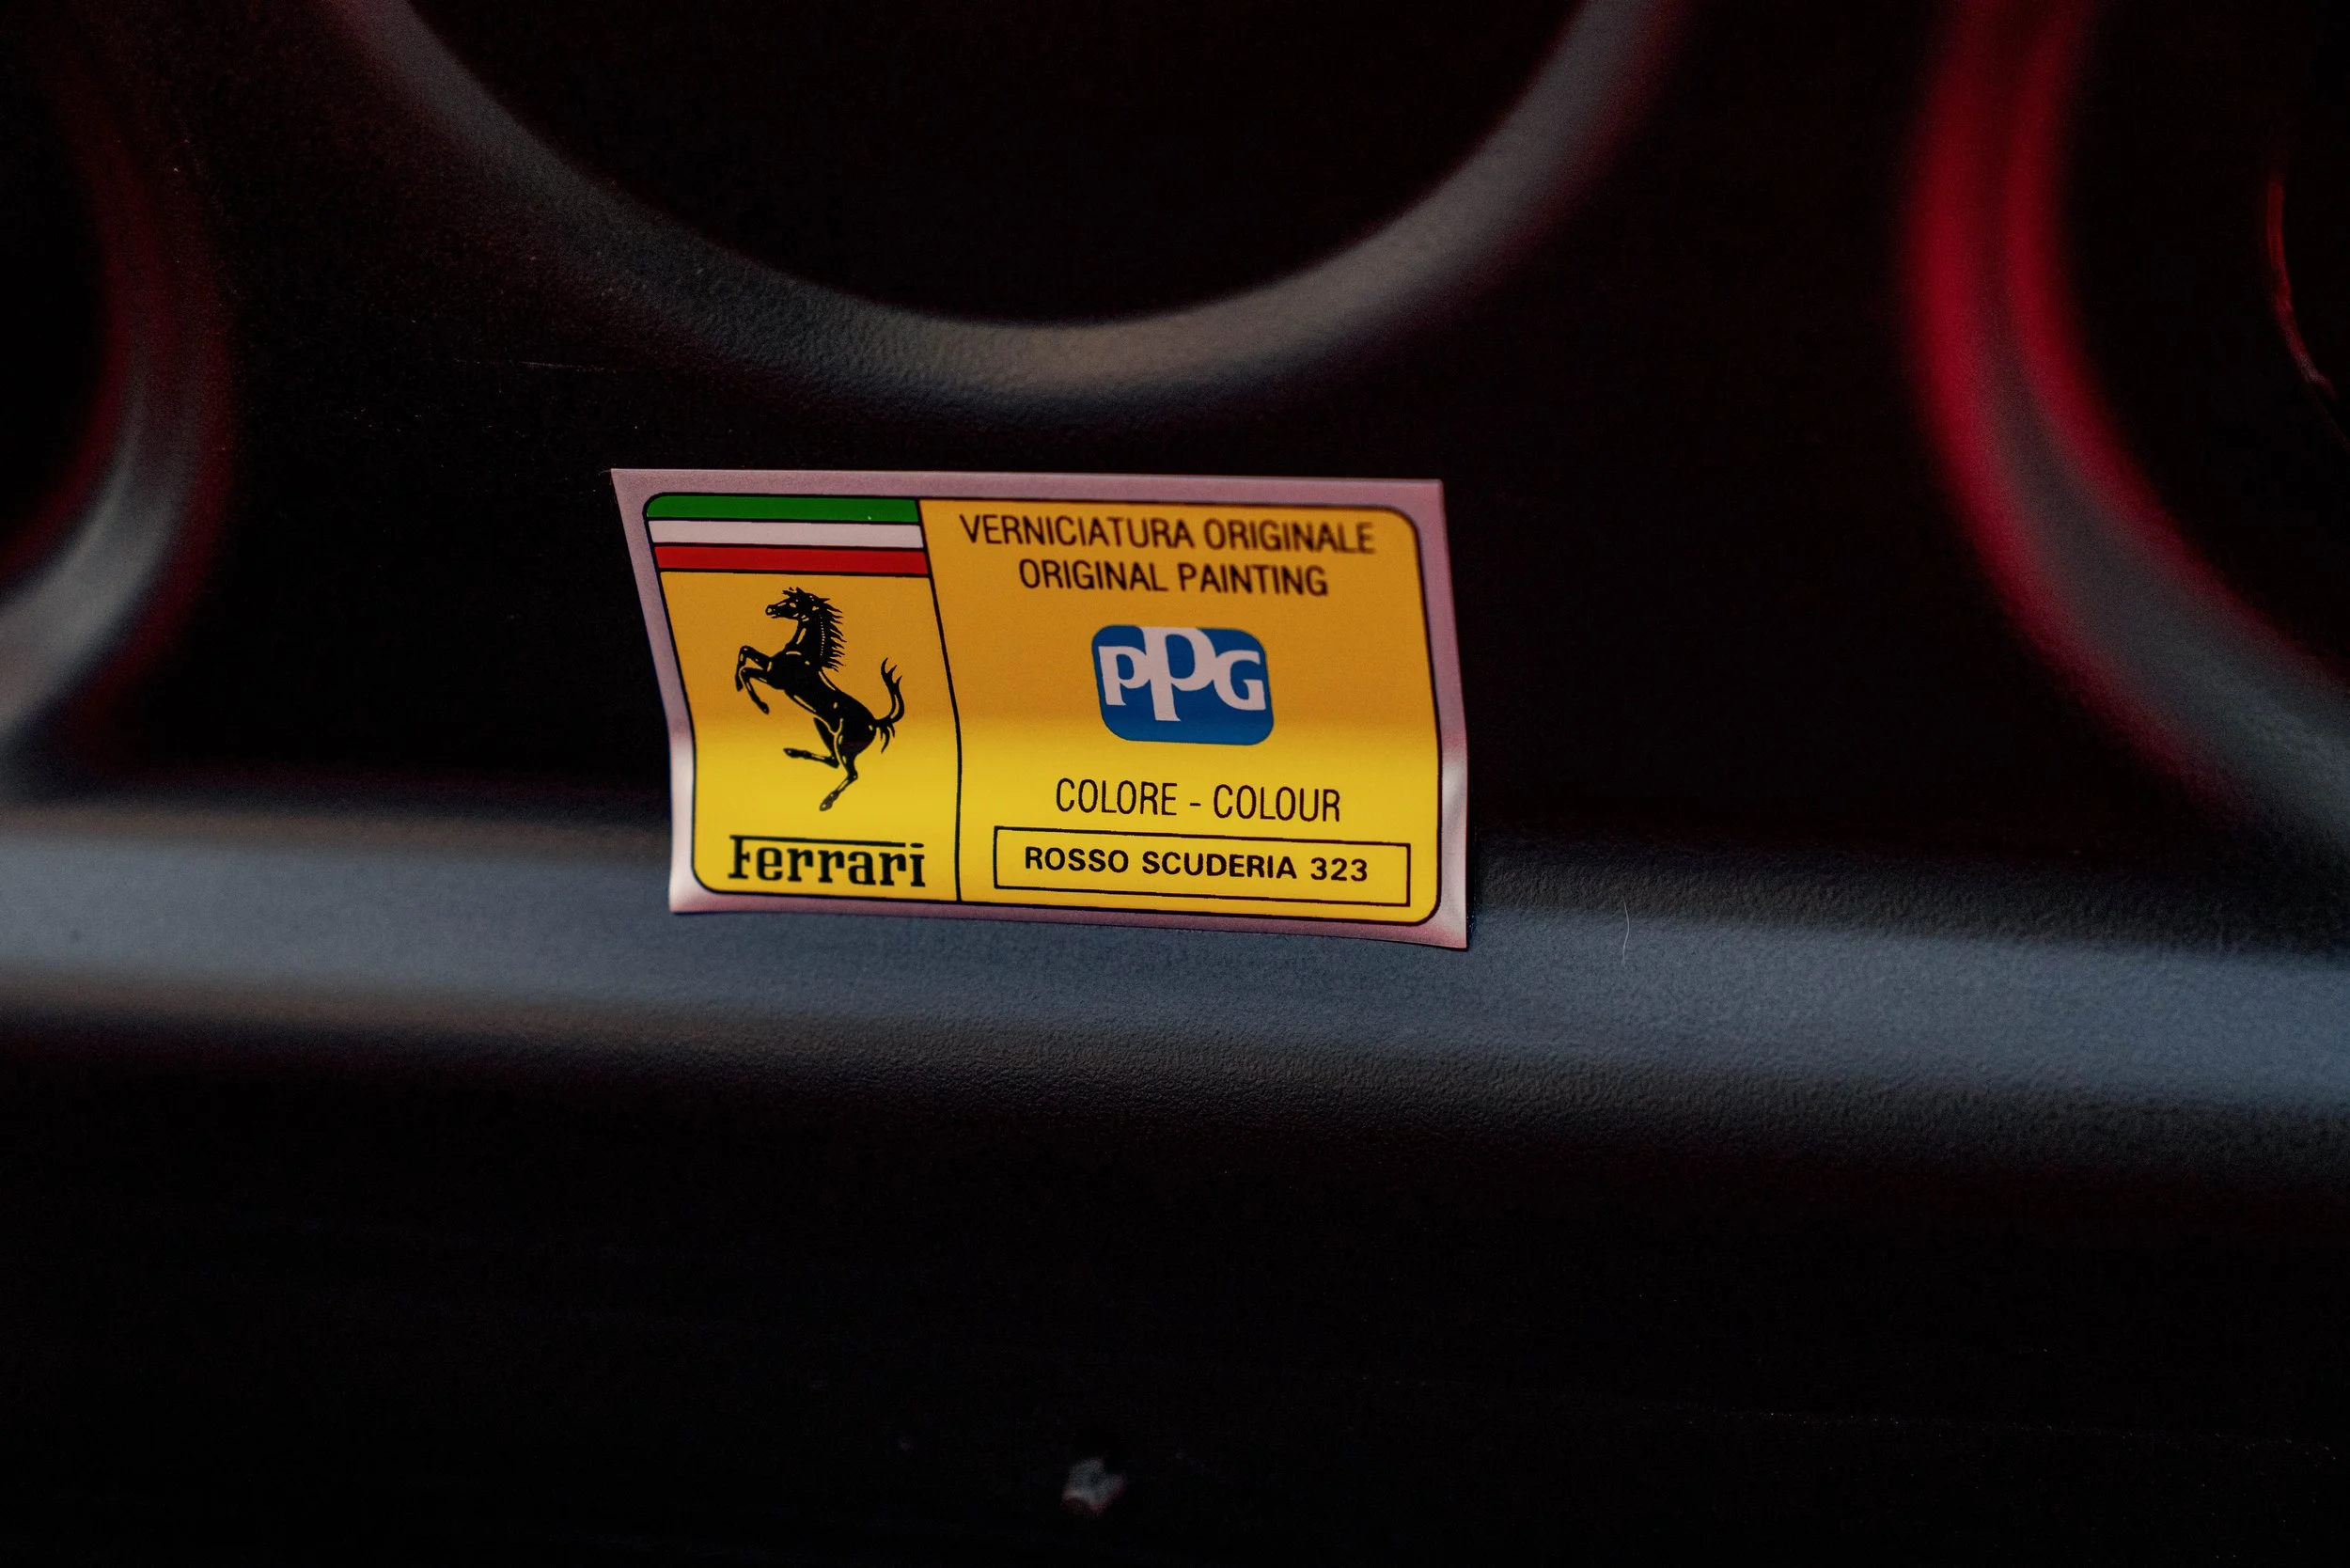 VERNICIATURA ORIGINALE
ORIGINAL PAINTING
PPG
COLORE - COLOUR
ROSSO SCUDERIA 323
Ferrari